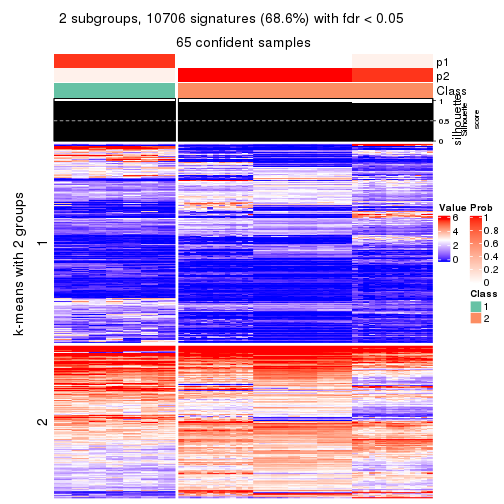 2 subgroups, 10706 signatures (68.6%) with fdr < 0.05
65 confident samples
p1
p2
Class
silhouette
Silhouette
score
1
0.5
0
k-means with 2 groups
1
2
Value
6
4
2
0
Prob
1
0.8
0.6
0.4
0.2
0
Class
1
2